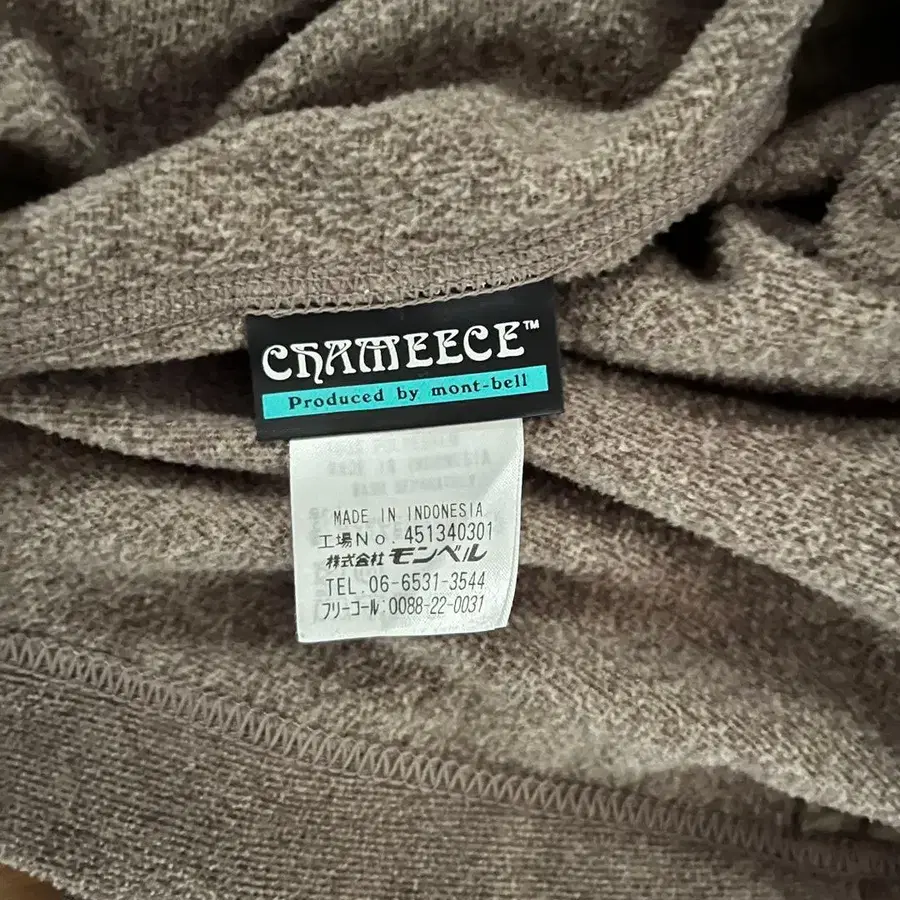 CHAMEECE™
Produced by mont-bell
MADE IN INDONESIA
工場No. 451340301
株式会社 モンベル
TEL.06-6531-3544
フリーコール:0088-22-0031